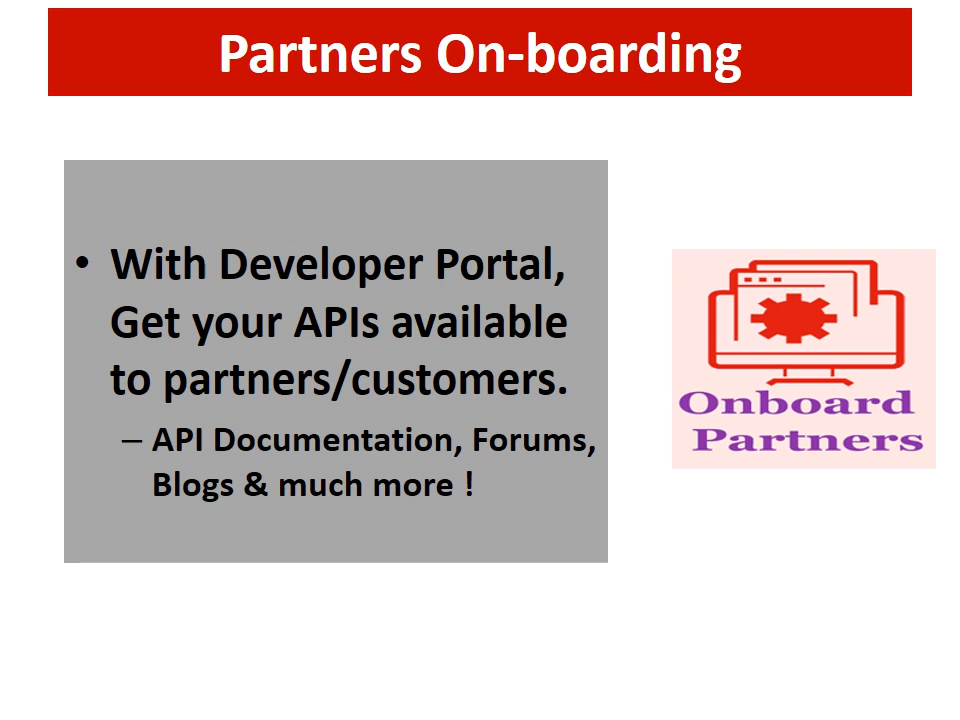 Partners On-boarding
• With Developer Portal,
Get your APIs available
to partners/customers.
– API Documentation, Forums,
Blogs & much more !
Onboard
Partners